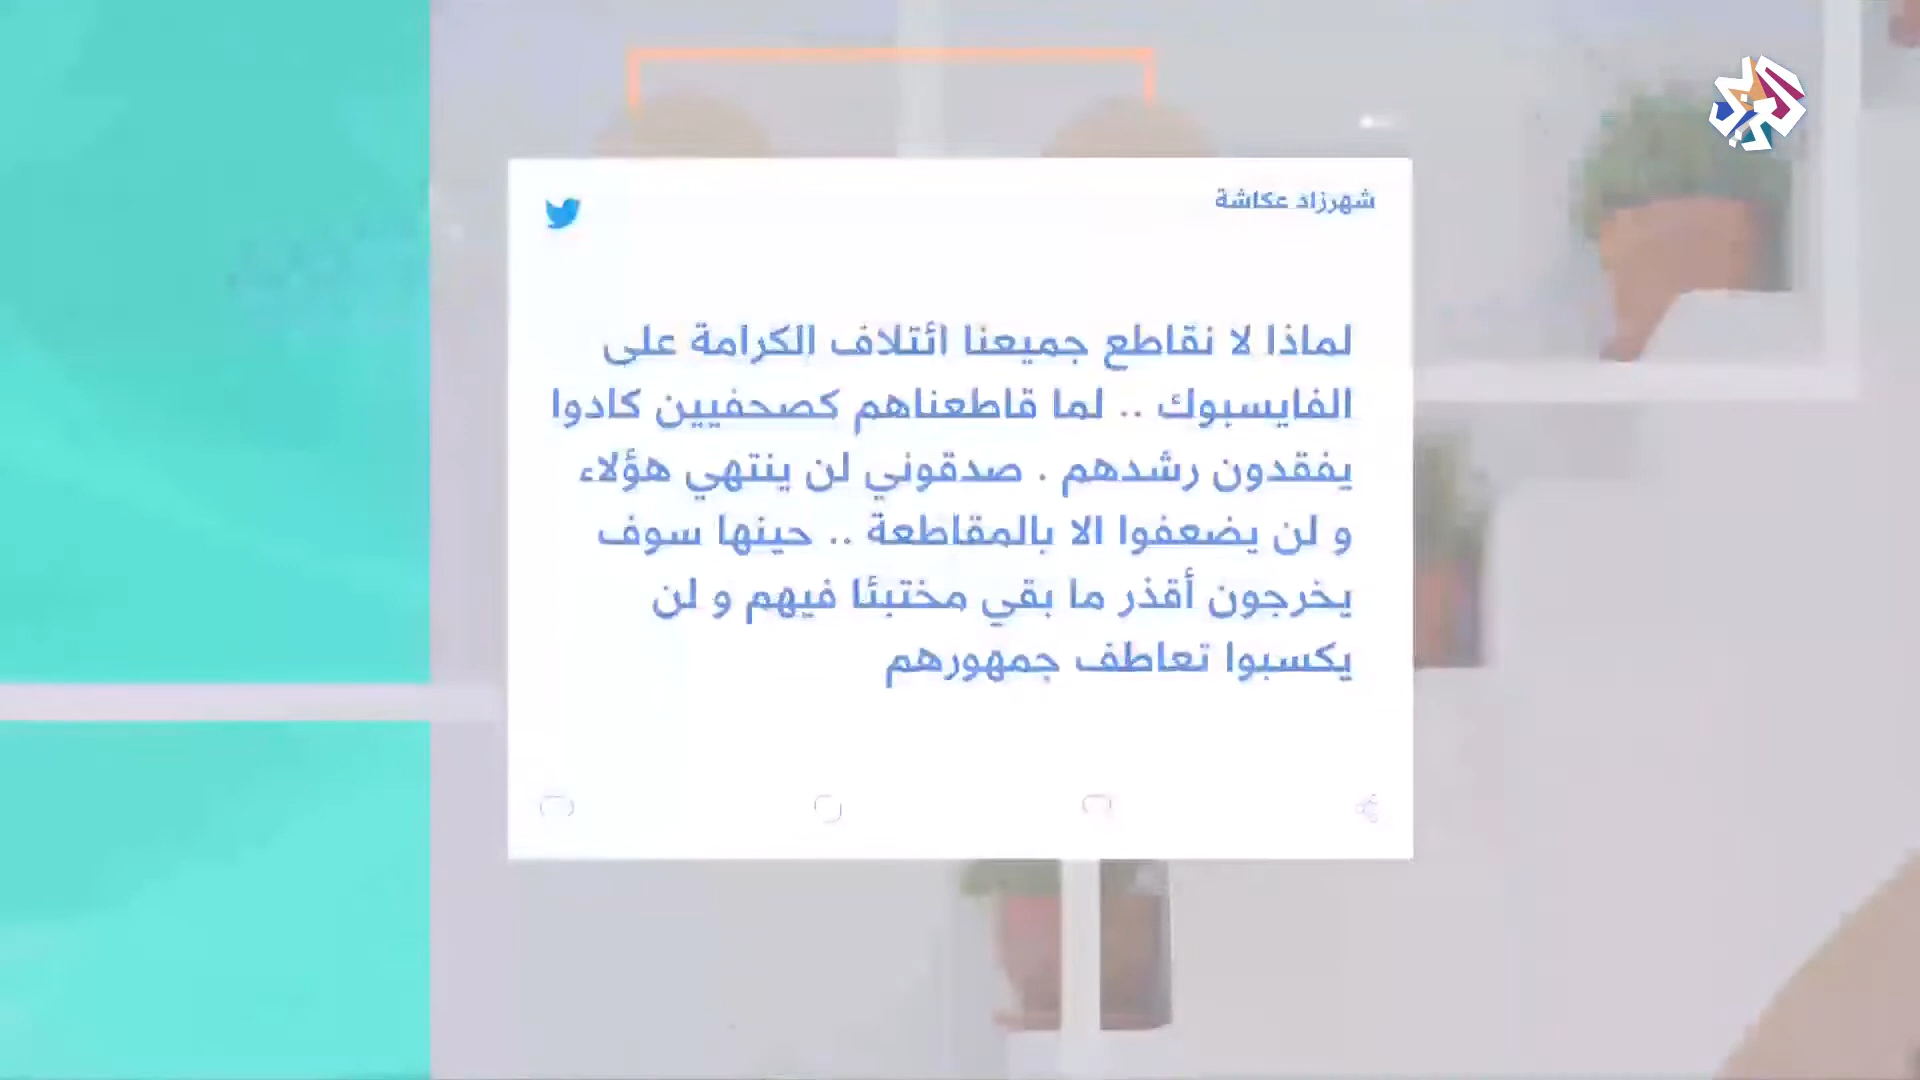 شهرزاد عكاشة
لماذا لا نقاطع جميعنا ائتلاف الكرامة على
الفايسبوك .. لما قاطعناهم كصحفيين كادوا
يفقدون رشدهم . صدقوني لن ينتهي هؤلاء
و لن يضعفوا الا بالمقاطعة .. حينها سوف
يخرجون أقذر ما بقي مختبئا فيهم و لن
يكسبوا تعاطف جمهورهم